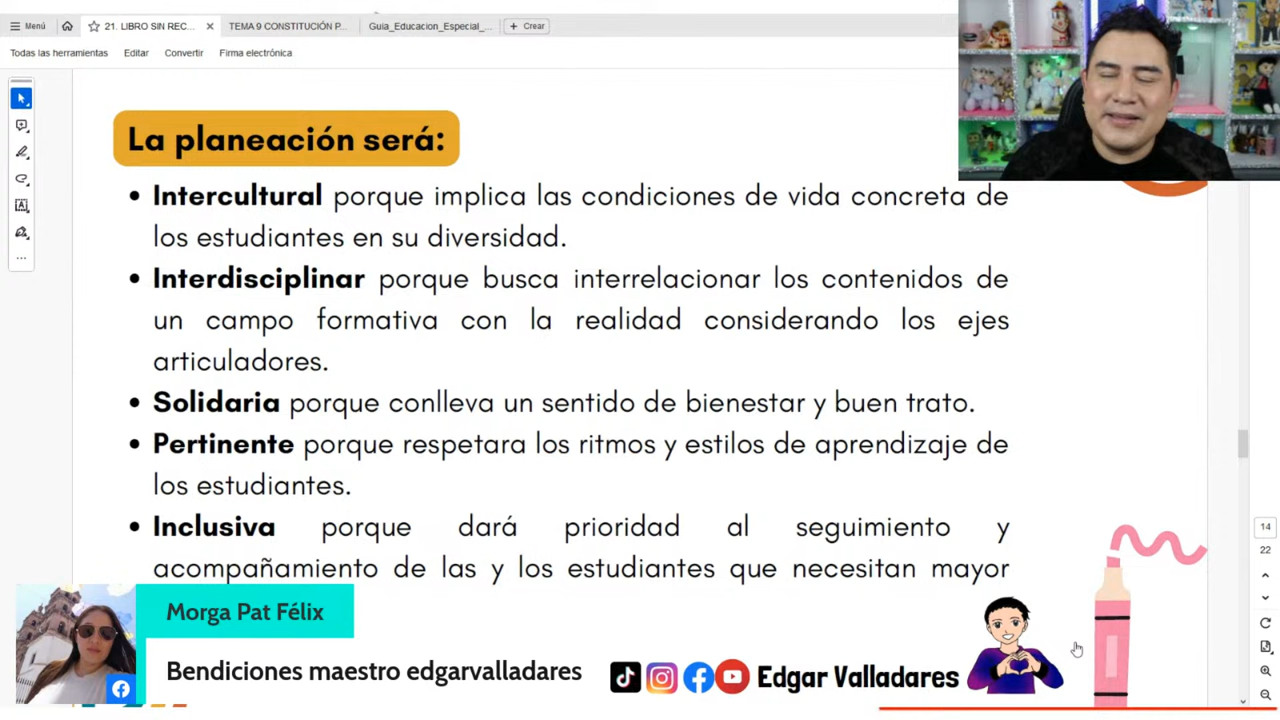 Menú
21. LIBRO SIN REC...
TEMA 9 CONSTITUCIÓN P...
Guia_Educacion_Especial_...
Crear
Todas las herramientas
Editar
Convertir
Firma electrónica
La planeación será:
• Intercultural porque implica las condiciones de vida concreta de
los estudiantes en su diversidad.
• Interdisciplinar porque busca interrelacionar los contenidos de
un campo formativa con la realidad considerando los ejes
articuladores.
• Solidaria porque conlleva un sentido de bienestar y buen trato.
• Pertinente porque respetara los ritmos y estilos de aprendizaje de
los estudiantes.
• Inclusiva porque dará prioridad al seguimiento y
acompañamiento de las y los estudiantes que necesitan mayor
14
22
Morga Pat Félix
Bendiciones maestro edgarvalladares
Edgar Valladares